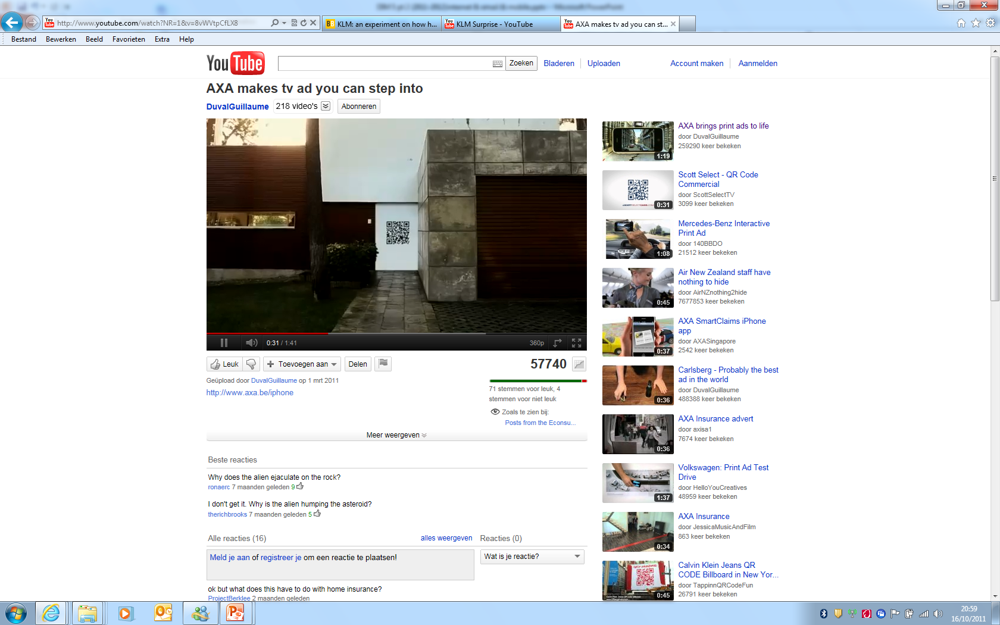 http://www.youtube.com/watch?NR=1&v=8vWVtpCfLX8
KLM: an experiment on how h...
KLM Surprise - YouTube
AXA makes tv ad you can st...
Bestand Bewerken Beeld Favorieten Extra Help
YouTube
Zoeken
Bladeren
Uploaden
Account maken
Aanmelden
AXA makes tv ad you can step into
DuvalGuillaume 218 video's Abonneren
0:31 / 1:41
360p
Leuk
Toevoegen aan
Delen
57740
Geüpload door DuvalGuillaume op 1 mrt 2011
http://www.axa.be/iphone
71 stemmen voor leuk, 4
stemmen voor niet leuk
Zoals te zien bij:
Posts from the Econsu...
Meer weergeven
Beste reacties
Why does the alien ejaculate on the rock?
ronaerc 7 maanden geleden 9
I don't get it. Why is the alien humping the asteroid?
therichbrooks 7 maanden geleden 5
Alle reacties (16)
alles weergeven
Reacties (0)
Meld je aan of registreer je om een reactie te plaatsen!
Wat is je reactie?
ok but what does this have to do with home insurance?
ProjectBerklee 2 maanden geleden
AXA brings print ads to life
door DuvalGuillaume
259290 keer bekeken
1:19
Scott Select - QR Code
Commercial
door ScottSelectTV
3099 keer bekeken
0:31
Mercedes-Benz Interactive
Print Ad
door 140BBDO
21512 keer bekeken
1:08
Air New Zealand staff have
nothing to hide
door AirNZnothing2hide
7677853 keer bekeken
0:45
AXA SmartClaims iPhone
app
door AXASingapore
2542 keer bekeken
0:37
Carlsberg - Probably the best
ad in the world
door DuvalGuillaume
488388 keer bekeken
0:36
AXA Insurance advert
door axisa1
7674 keer bekeken
0:36
Volkswagen: Print Ad Test
Drive
door HelloYouCreatives
48959 keer bekeken
1:37
AXA Insurance
door JessicaMusicAndFilm
863 keer bekeken
0:34
Calvin Klein Jeans QR
CODE Billboard in New Yor...
door TappinnQRCodeFun
26791 keer bekeken
0:45
20:59
16/10/2011